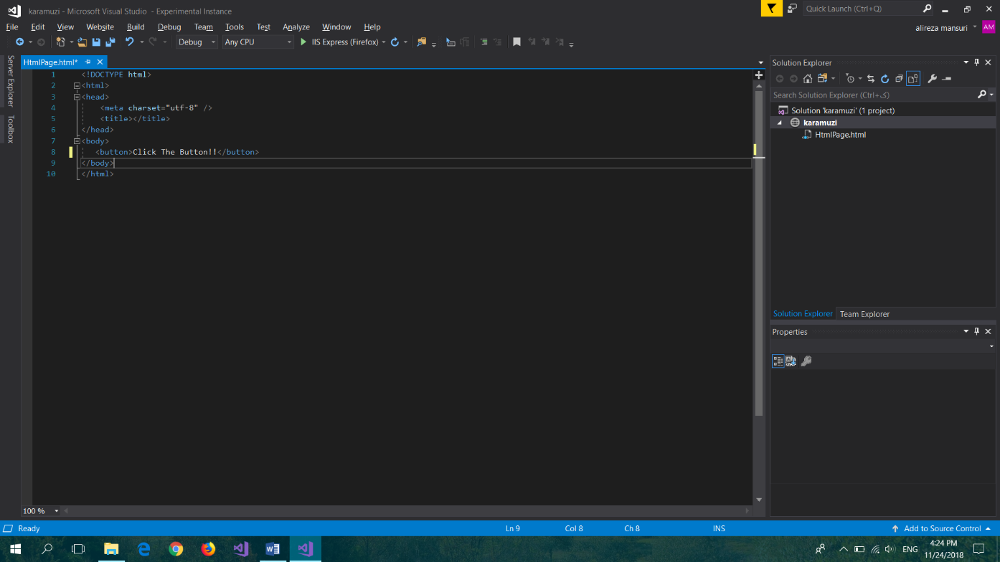 karamuzi - Microsoft Visual Studio - Experimental Instance
Quick Launch (Ctrl+Q)
File Edit View Website Build Debug Team Tools Test Analyze Window Help
alireza mansuri AM
Debug Any CPU IIS Express (Firefox)
Server Explorer
Toolbox
HtmlPage.html*
1 <!DOCTYPE html>
2 <html>
3 <head>
4 <meta charset="utf-8" />
5 <title></title>
6 </head>
7 <body>
8 <button>Click The Button!!</button>
9 </body>
10 </html>
100 %
Solution Explorer
Search Solution Explorer (Ctrl+ک)
Solution 'karamuzi' (1 project)
karamuzi
HtmlPage.html
Solution Explorer Team Explorer
Properties
Ready Ln 9 Col 8 Ch 8 INS Add to Source Control
ENG
4:24 PM
11/24/2018